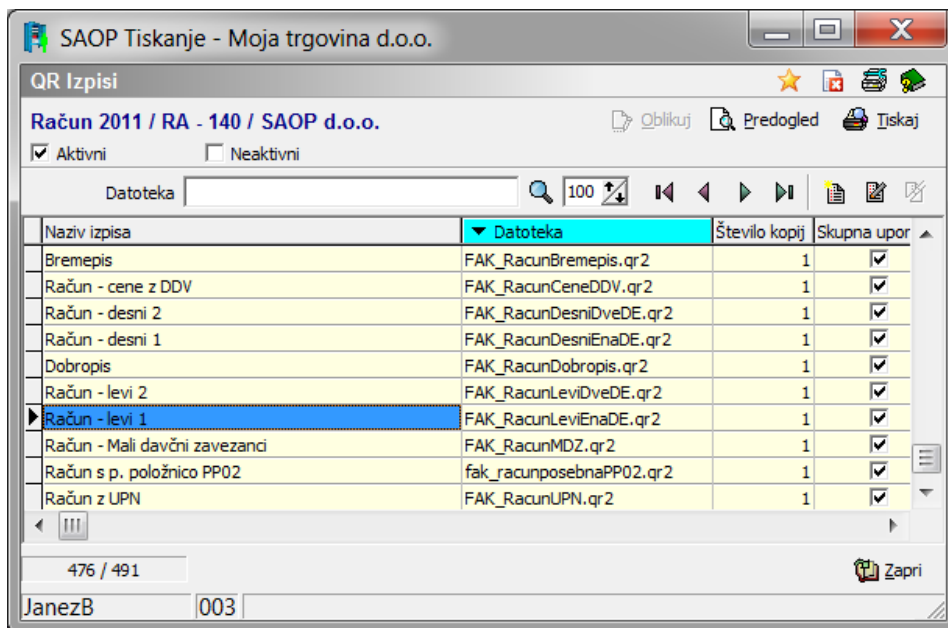 SAOP Tiskanje - Moja trgovina d.o.o.
QR Izpisi
Račun 2011 / RA - 140 / SAOP d.o.o. Oblikuj Predogled Tiskaj
Aktivni Neaktivni
Datoteka 100
Naziv izpisa Datoteka Število kopij Skupna upor
Bremepis FAK_RacunBremepis.qr2 1
Račun - cene z DDV FAK_RacunCeneDDV.qr2 1
Račun - desni 2 FAK_RacunDesniDveDE.qr2 1
Račun - desni 1 FAK_RacunDesniEnaDE.qr2 1
Dobropis FAK_RacunDobropis.qr2 1
Račun - levi 2 FAK_RacunLeviDveDE.qr2 1
Račun - levi 1 FAK_RacunLeviEnaDE.qr2 1
Račun - Mali davčni zavezanci FAK_RacunMDZ.qr2 1
Račun s p. položnico PP02 fak_racunposebnaPP02.qr2 1
Račun z UPN FAK_RacunUPN.qr2 1
476 / 491 Zapri
JanezB 003